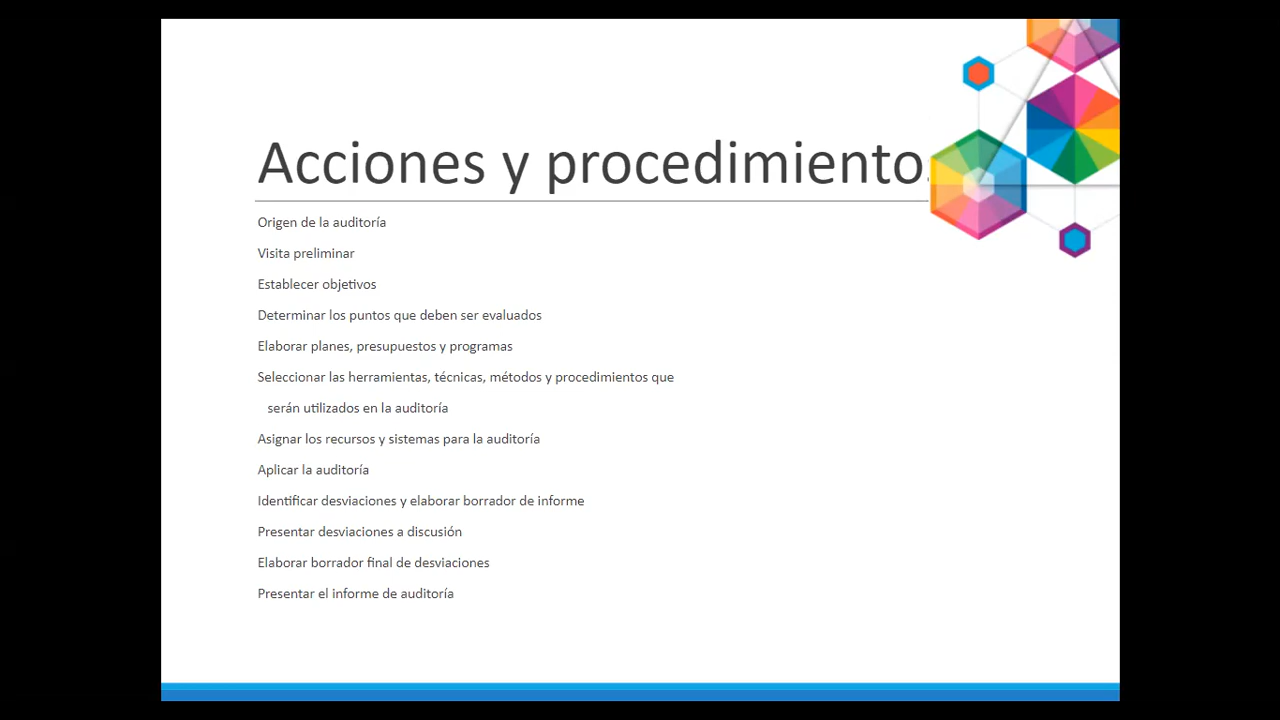 Acciones y procedimientos
Origen de la auditoría
Visita preliminar
Establecer objetivos
Determinar los puntos que deben ser evaluados
Elaborar planes, presupuestos y programas
Seleccionar las herramientas, técnicas, métodos y procedimientos que
serán utilizados en la auditoría
Asignar los recursos y sistemas para la auditoría
Aplicar la auditoría
Identificar desviaciones y elaborar borrador de informe
Presentar desviaciones a discusión
Elaborar borrador final de desviaciones
Presentar el informe de auditoría